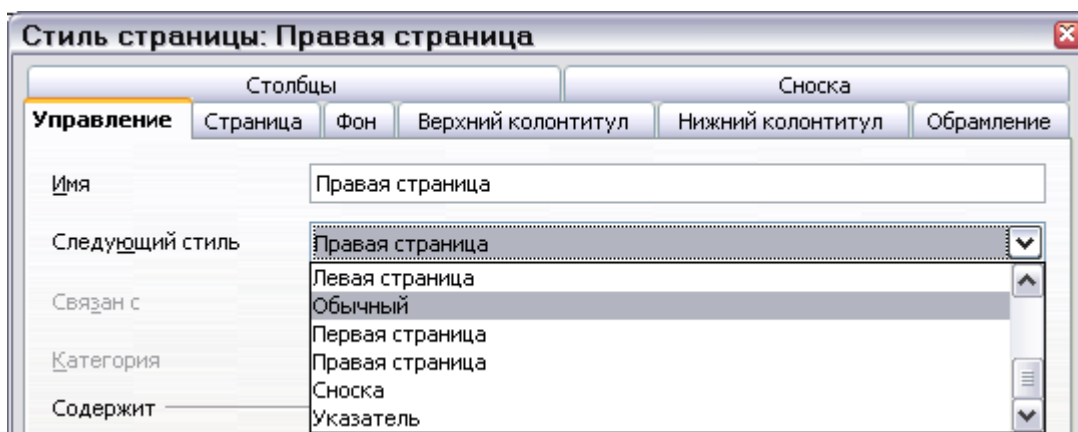 Стиль страницы: Правая страница
Столбцы Сноска
Управление Страница Фон Верхний колонтитул Нижний колонтитул Обрамление
Имя Правая страница
Следующий стиль Правая страница
Левая страница
Связан с Обычный
Первая страница
Категория Правая страница
Сноска
Содержит Указатель